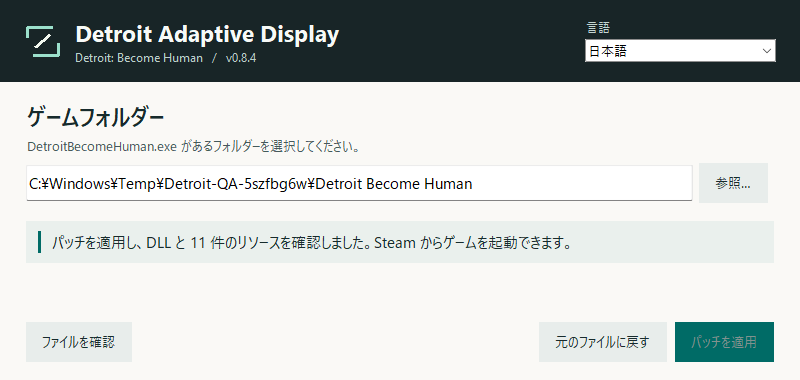 Detroit Adaptive Display
Detroit: Become Human / v0.8.4
言語
日本語
ゲームフォルダー
DetroitBecomeHuman.exe があるフォルダーを選択してください。
C:¥Windows¥Temp¥Detroit-QA-5szfbg6w¥Detroit Become Human
参照...
パッチを適用し、DLL と 11 件のリソースを確認しました。Steam からゲームを起動できます。
ファイルを確認
元のファイルに戻す
パッチを適用